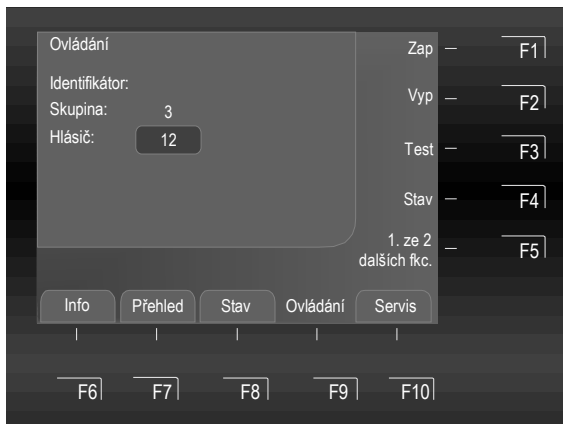 Ovládání
Identifikátor:
Skupina: 3
Hlásič: 12
Zap — F1
Vyp — F2
Test — F3
Stav — F4
1. ze 2
dalších fkc. — F5
Info Přehled Stav Ovládání Servis
F6 F7 F8 F9 F10